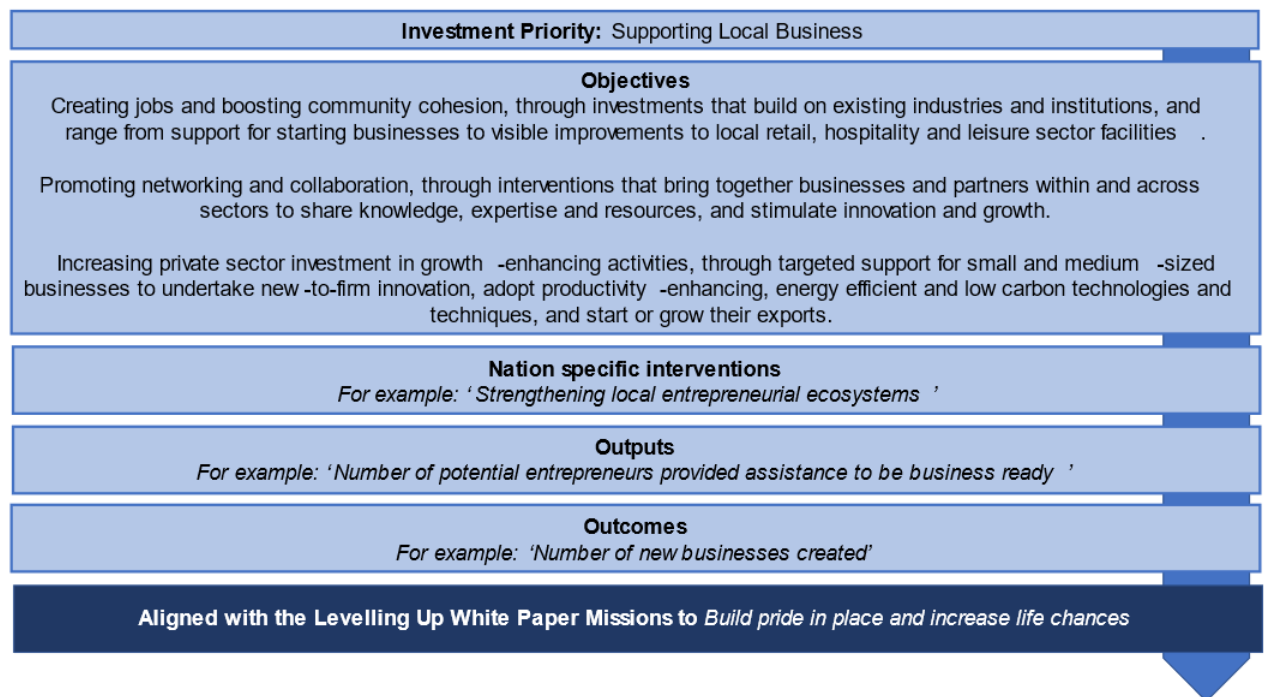 Investment Priority: Supporting Local Business
Objectives
Creating jobs and boosting community cohesion, through investments that build on existing industries and institutions, and
range from support for starting businesses to visible improvements to local retail, hospitality and leisure sector facilities .
Promoting networking and collaboration, through interventions that bring together businesses and partners within and across
sectors to share knowledge, expertise and resources, and stimulate innovation and growth.
Increasing private sector investment in growth -enhancing activities, through targeted support for small and medium -sized
businesses to undertake new -to-firm innovation, adopt productivity -enhancing, energy efficient and low carbon technologies and
techniques, and start or grow their exports.
Nation specific interventions
For example: ‘ Strengthening local entrepreneurial ecosystems ’
Outputs
For example: ‘Number of potential entrepreneurs provided assistance to be business ready ’
Outcomes
For example: ‘Number of new businesses created’
Aligned with the Levelling Up White Paper Missions to Build pride in place and increase life chances